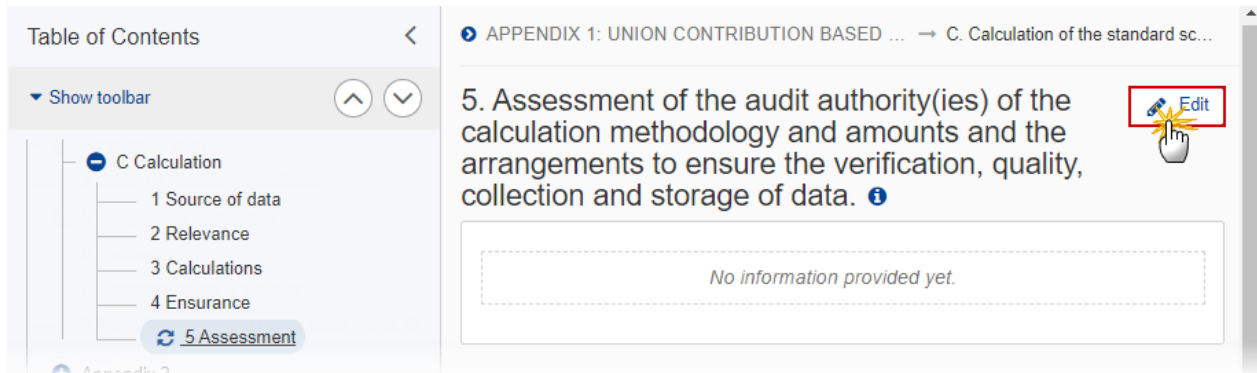 Table of Contents
Show toolbar
C Calculation
1 Source of data
2 Relevance
3 Calculations
4 Ensurance
5 Assessment
Appendix 2
APPENDIX 1: UNION CONTRIBUTION BASED ... → C. Calculation of the standard sc...
5. Assessment of the audit authority(ies) of the
calculation methodology and amounts and the
arrangements to ensure the verification, quality,
collection and storage of data.
Edit
No information provided yet.